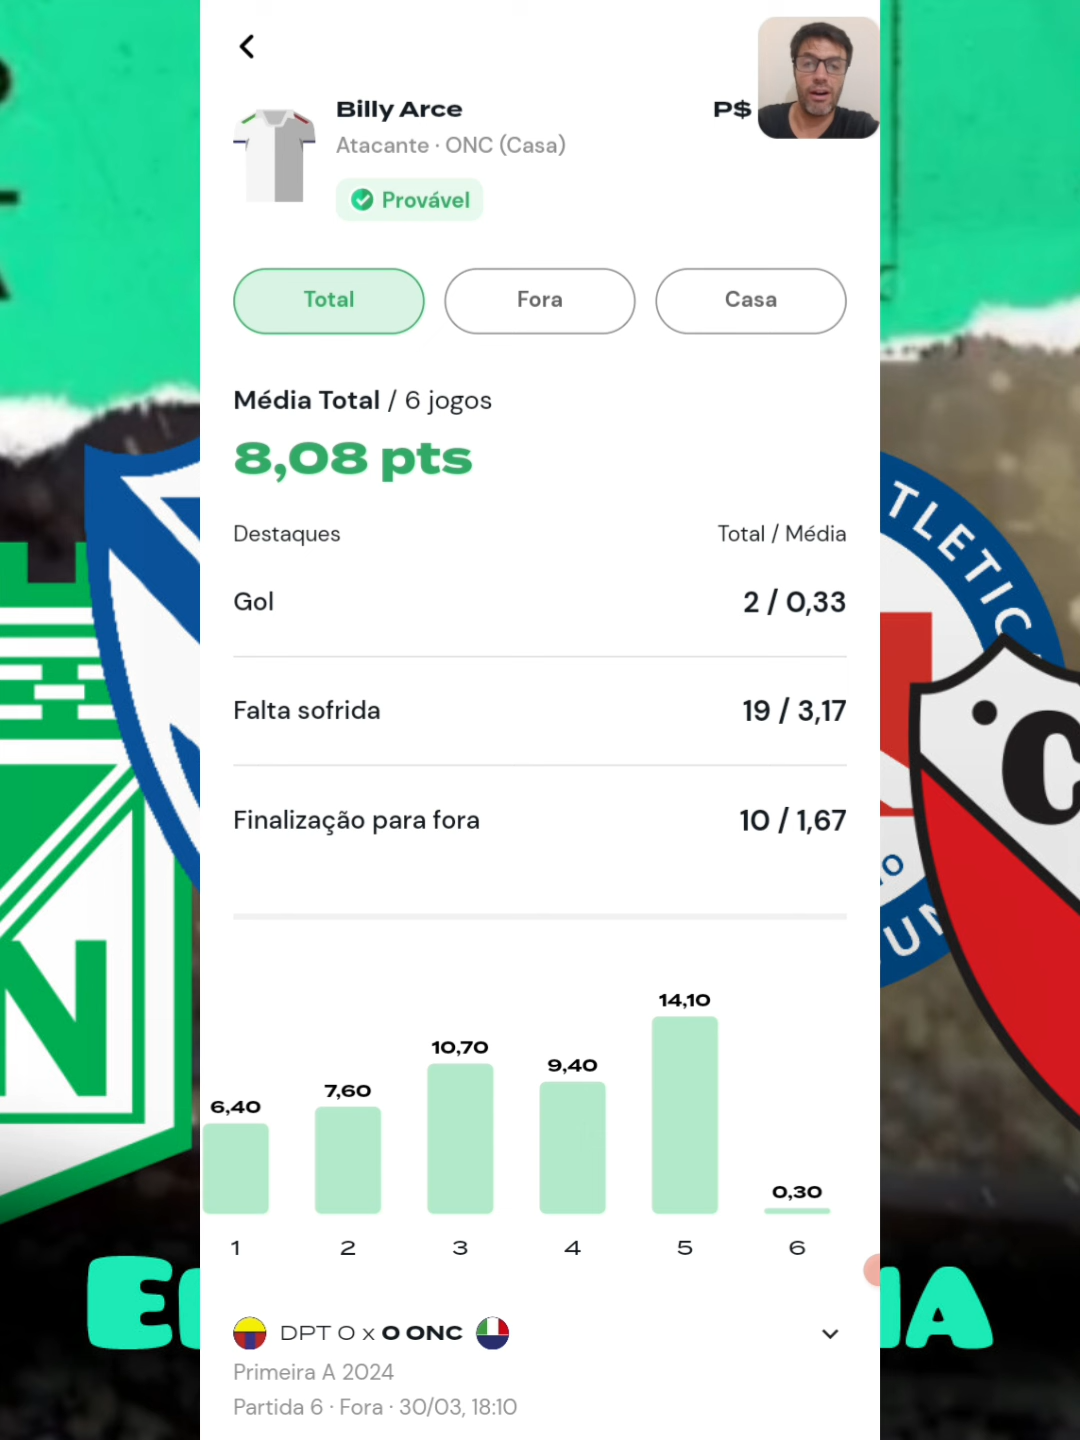 Billy Arce
P$
Atacante · ONC (Casa)
Provável
Total
Fora
Casa
Média Total / 6 jogos
8,08 pts
Destaques
Total / Média
Gol
2 / 0,33
Falta sofrida
19 / 3,17
Finalização para fora
10 / 1,67
6,40
7,60
10,70
9,40
14,10
0,30
1
2
3
4
5
6
DPT 0 x 0 ONC
Primeira A 2024
Partida 6 · Fora · 30/03, 18:10
N